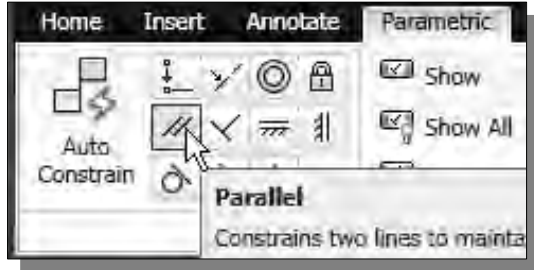 Home Insert Annotate Parametric
Show
Show All
Auto
Constrain
Parallel
Constrains two lines to mainta